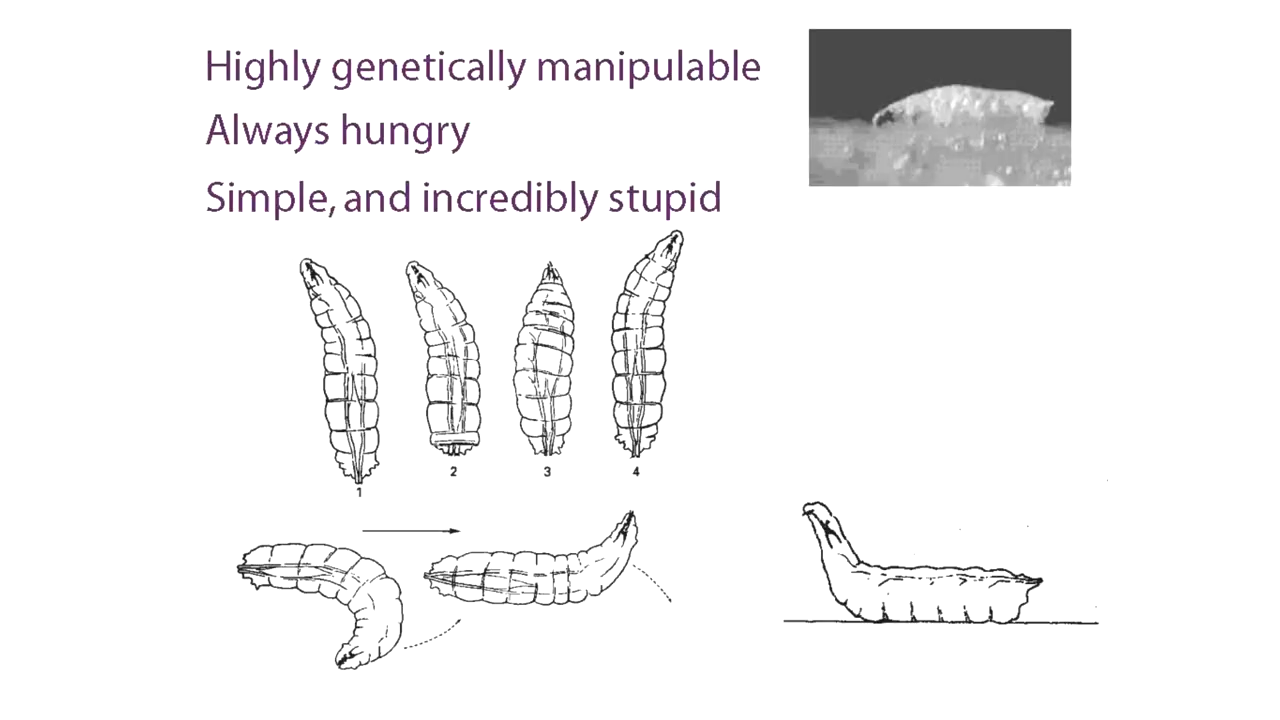 Highly genetically manipulable
Always hungry
Simple, and incredibly stupid
1
2
3
4